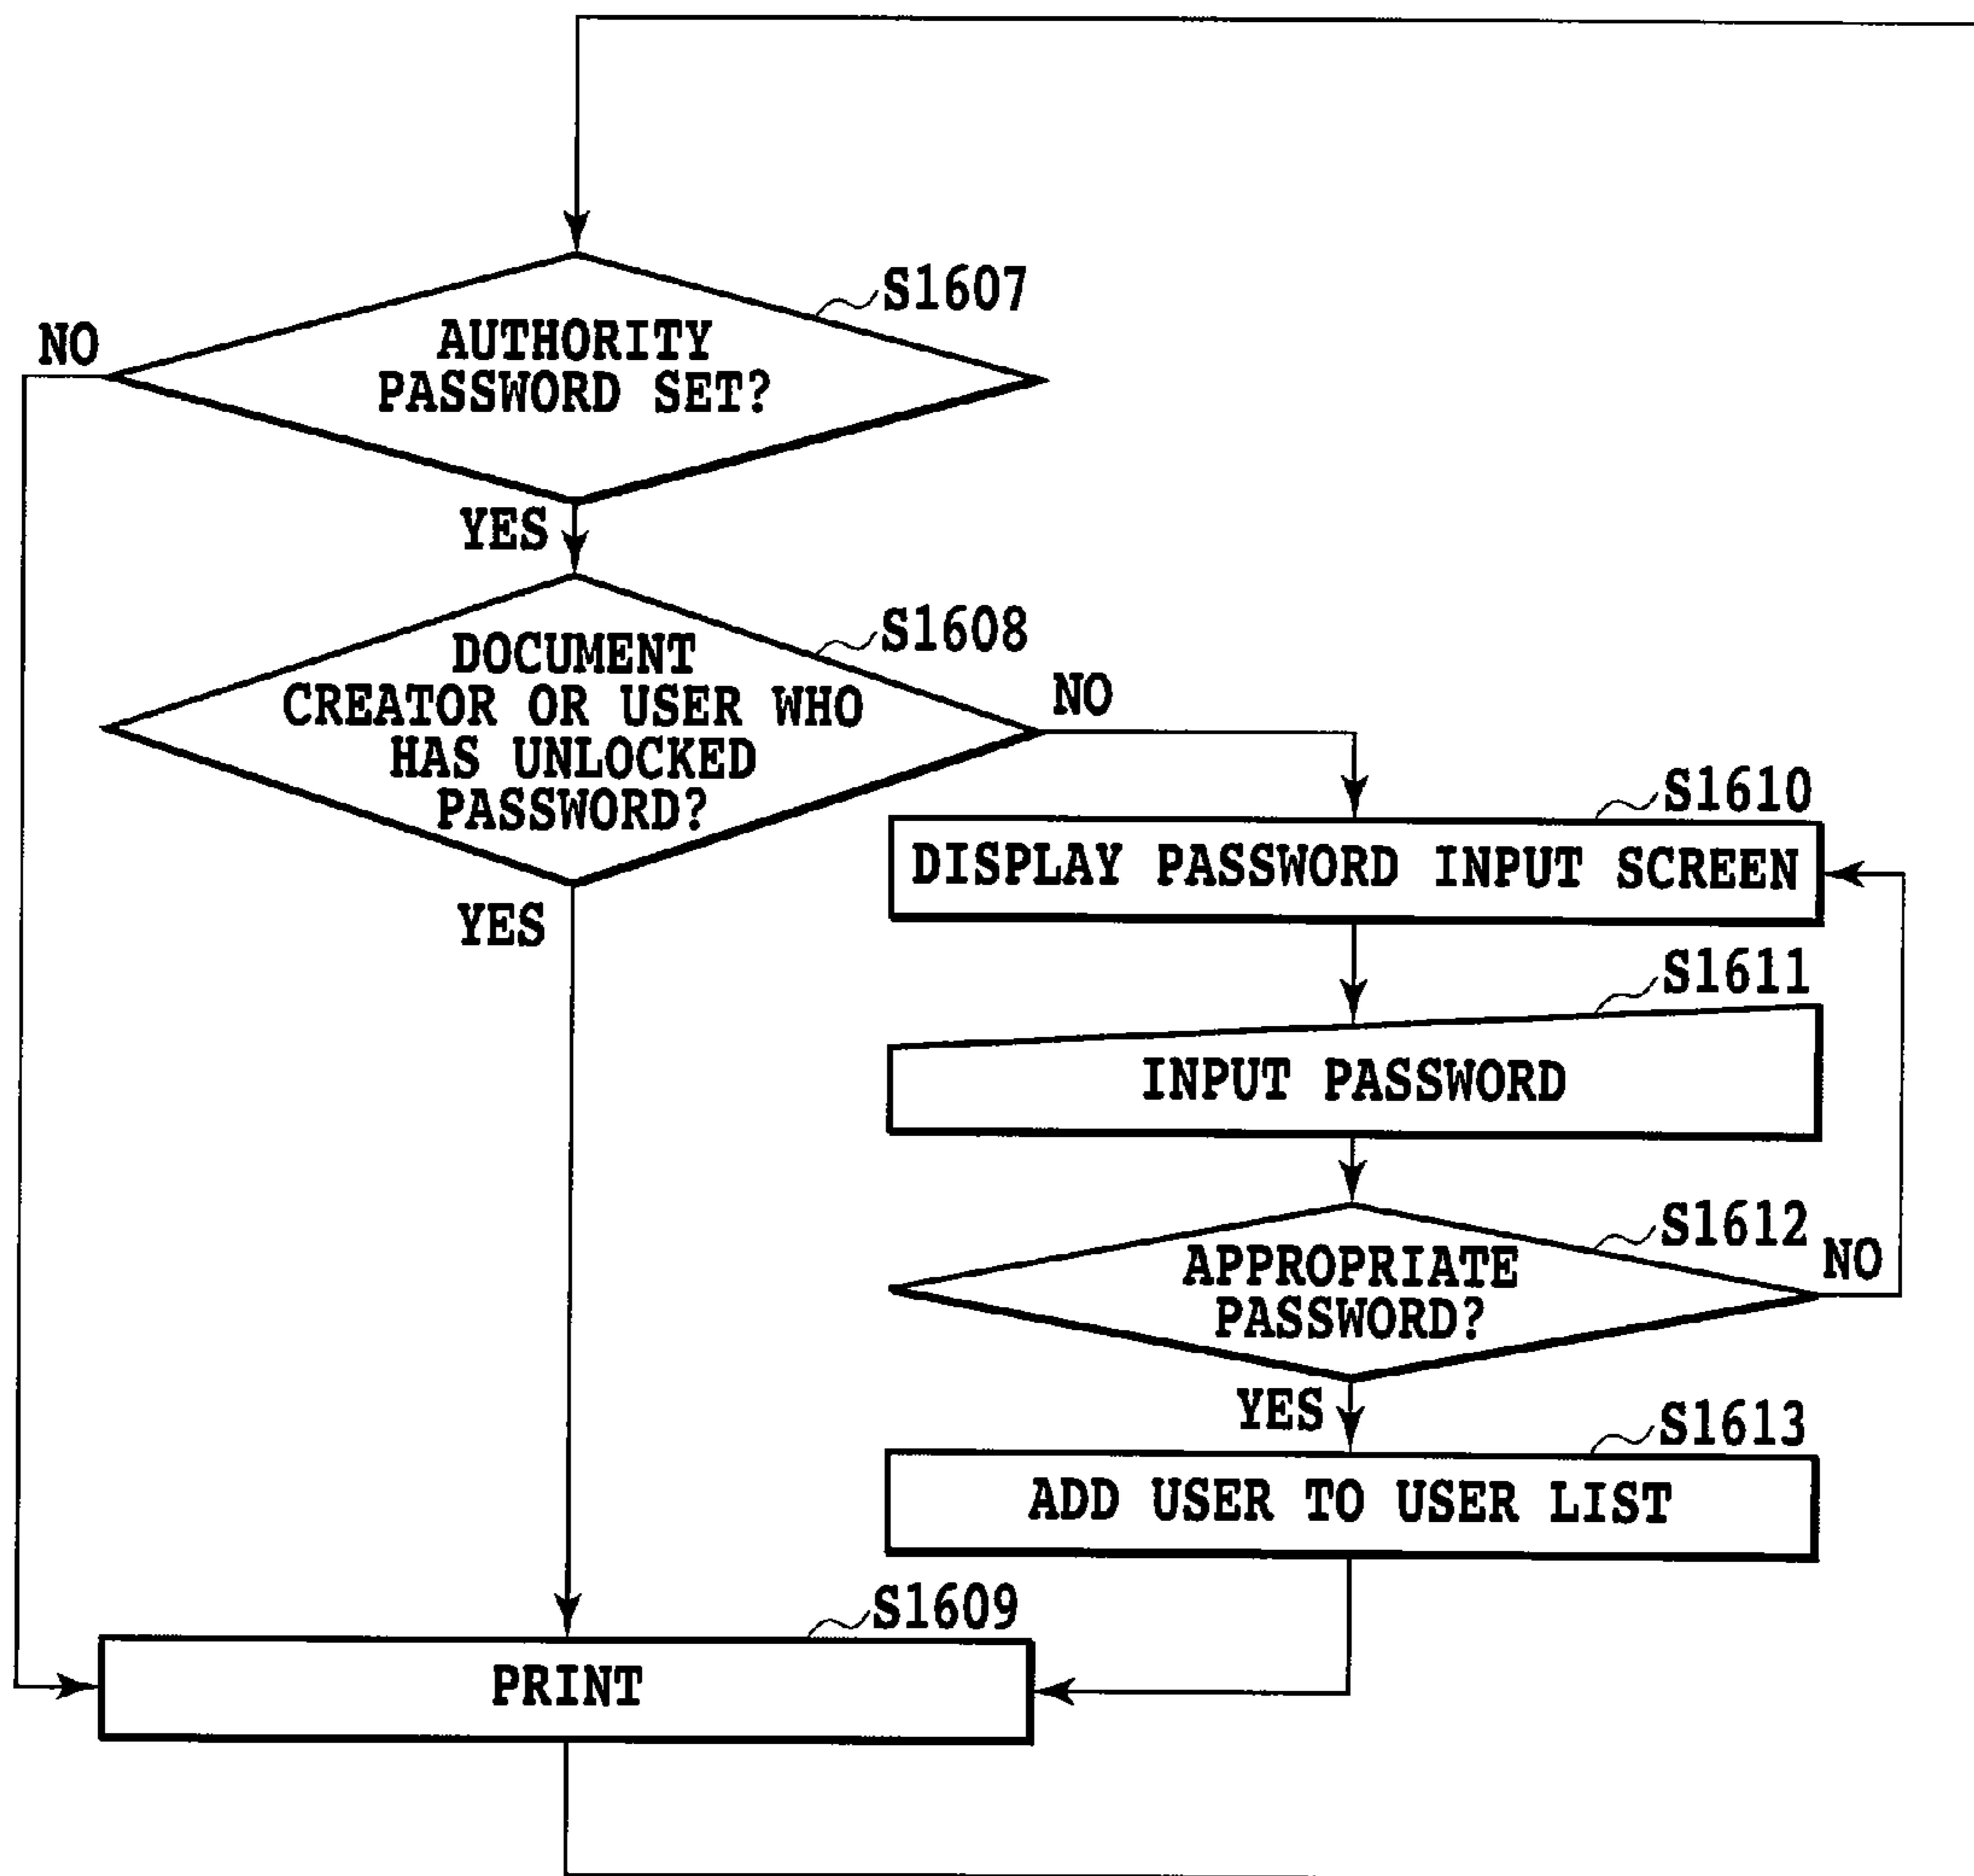 S1607
NO
AUTHORITY
PASSWORD SET?
YES
S1608
DOCUMENT
CREATOR OR USER WHO
HAS UNLOCKED
PASSWORD?
NO
YES
S1610
DISPLAY PASSWORD INPUT SCREEN
S1611
INPUT PASSWORD
S1612
APPROPRIATE
PASSWORD?
NO
YES
S1613
ADD USER TO USER LIST
S1609
PRINT